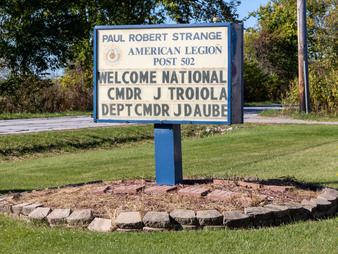 PAUL ROBERT STRANGE
AMERICAN LEGION
POST 502
WELCOME NATIONAL
CMDR J TROIOLA
DEPT CMDR J DAUBE